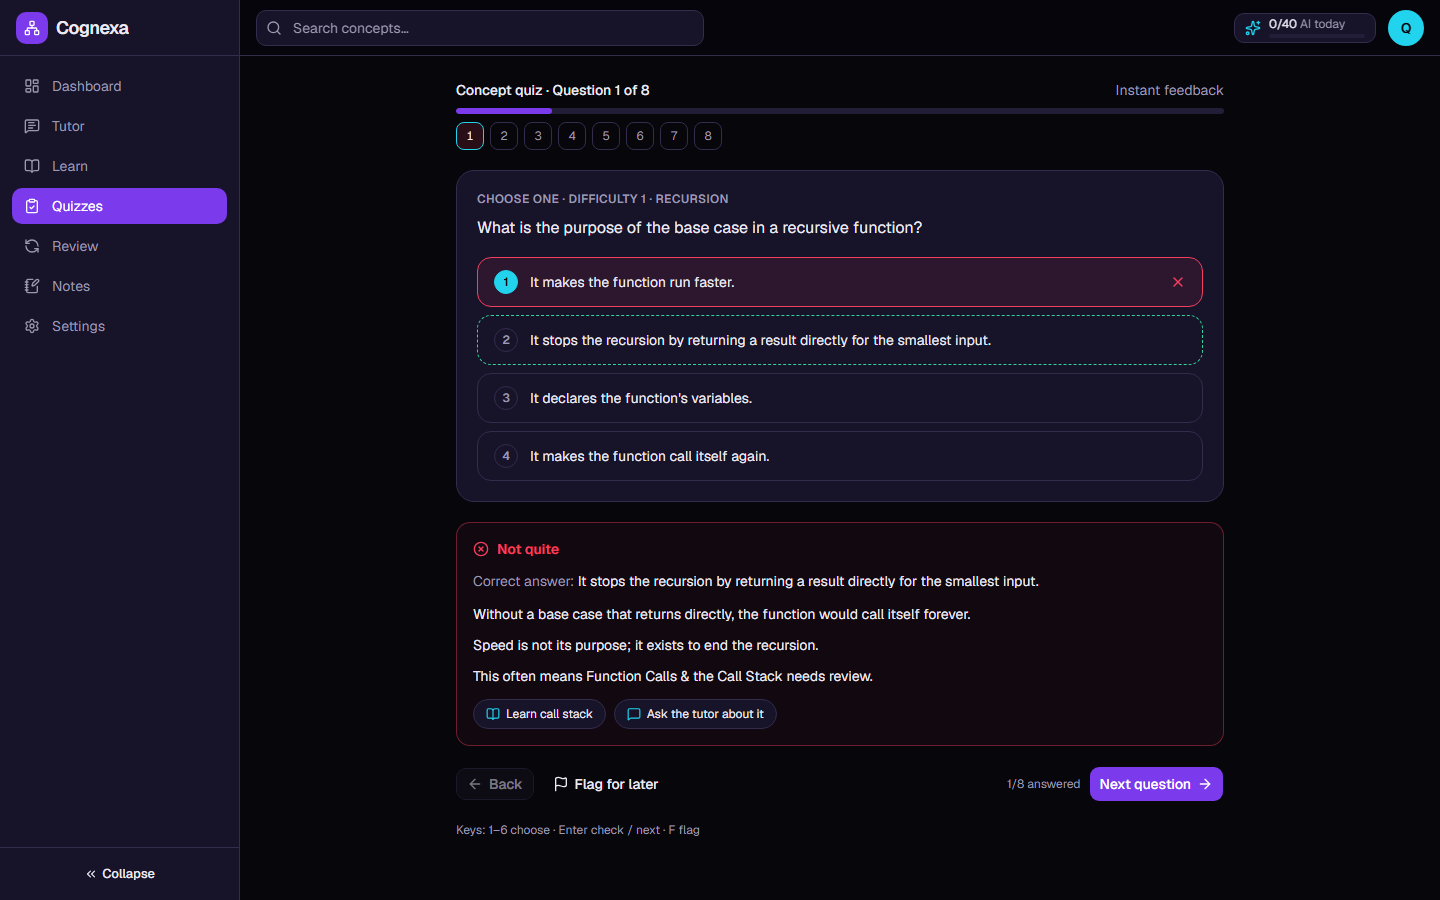 Cognexa
Search concepts...
0/40 AI today
Q
Dashboard
Tutor
Learn
Quizzes
Review
Notes
Settings
Collapse
Concept quiz · Question 1 of 8
Instant feedback
1 2 3 4 5 6 7 8
CHOOSE ONE · DIFFICULTY 1 · RECURSION
What is the purpose of the base case in a recursive function?
1 It makes the function run faster.
2 It stops the recursion by returning a result directly for the smallest input.
3 It declares the function's variables.
4 It makes the function call itself again.
Not quite
Correct answer: It stops the recursion by returning a result directly for the smallest input.
Without a base case that returns directly, the function would call itself forever.
Speed is not its purpose; it exists to end the recursion.
This often means Function Calls & the Call Stack needs review.
Learn call stack
Ask the tutor about it
Back
Flag for later
1/8 answered
Next question
Keys: 1–6 choose · Enter check / next · F flag